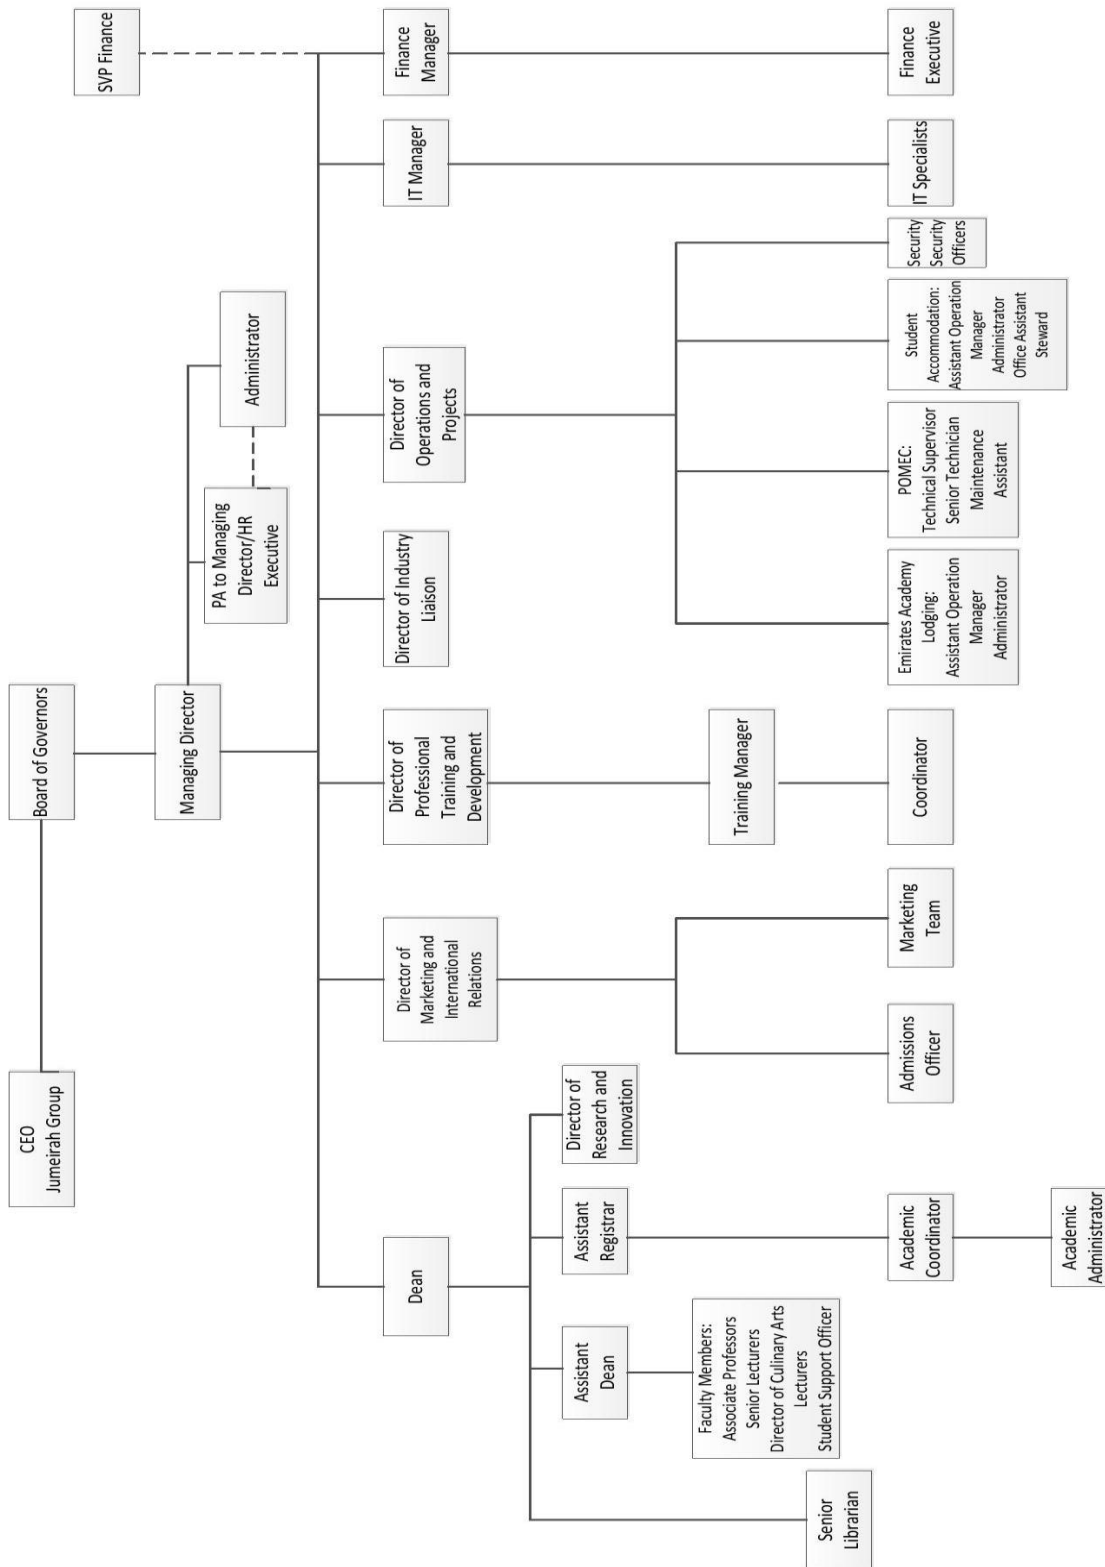 CEO
Jumeirah Group
Board of Governors
SVP Finance
Managing Director
PA to Managing
Director/HR
Executive
Administrator
Dean
Director of
Marketing and
International
Relations
Director of
Professional
Training and
Development
Director of Industry
Liaison
Director of
Operations and
Projects
IT Manager
Finance
Manager
Assistant
Dean
Assistant
Registrar
Director of
Research and
Innovation
Faculty Members:
Associate Professors
Senior Lecturers
Director of Culinary Arts
Lecturers
Student Support Officer
Training Manager
Senior
Librarian
Academic
Coordinator
Admissions
Officer
Marketing
Team
Coordinator
Emirates Academy
Lodging:
Assistant Operation
Manager
Administrator
POMEC:
Technical Supervisor
Senior Technician
Maintenance
Assistant
Student
Accommodation:
Assistant Operation
Manager
Administrator
Office Assistant
Steward
Security
Security
Officers
IT Specialists
Finance
Executive
Academic
Administrator